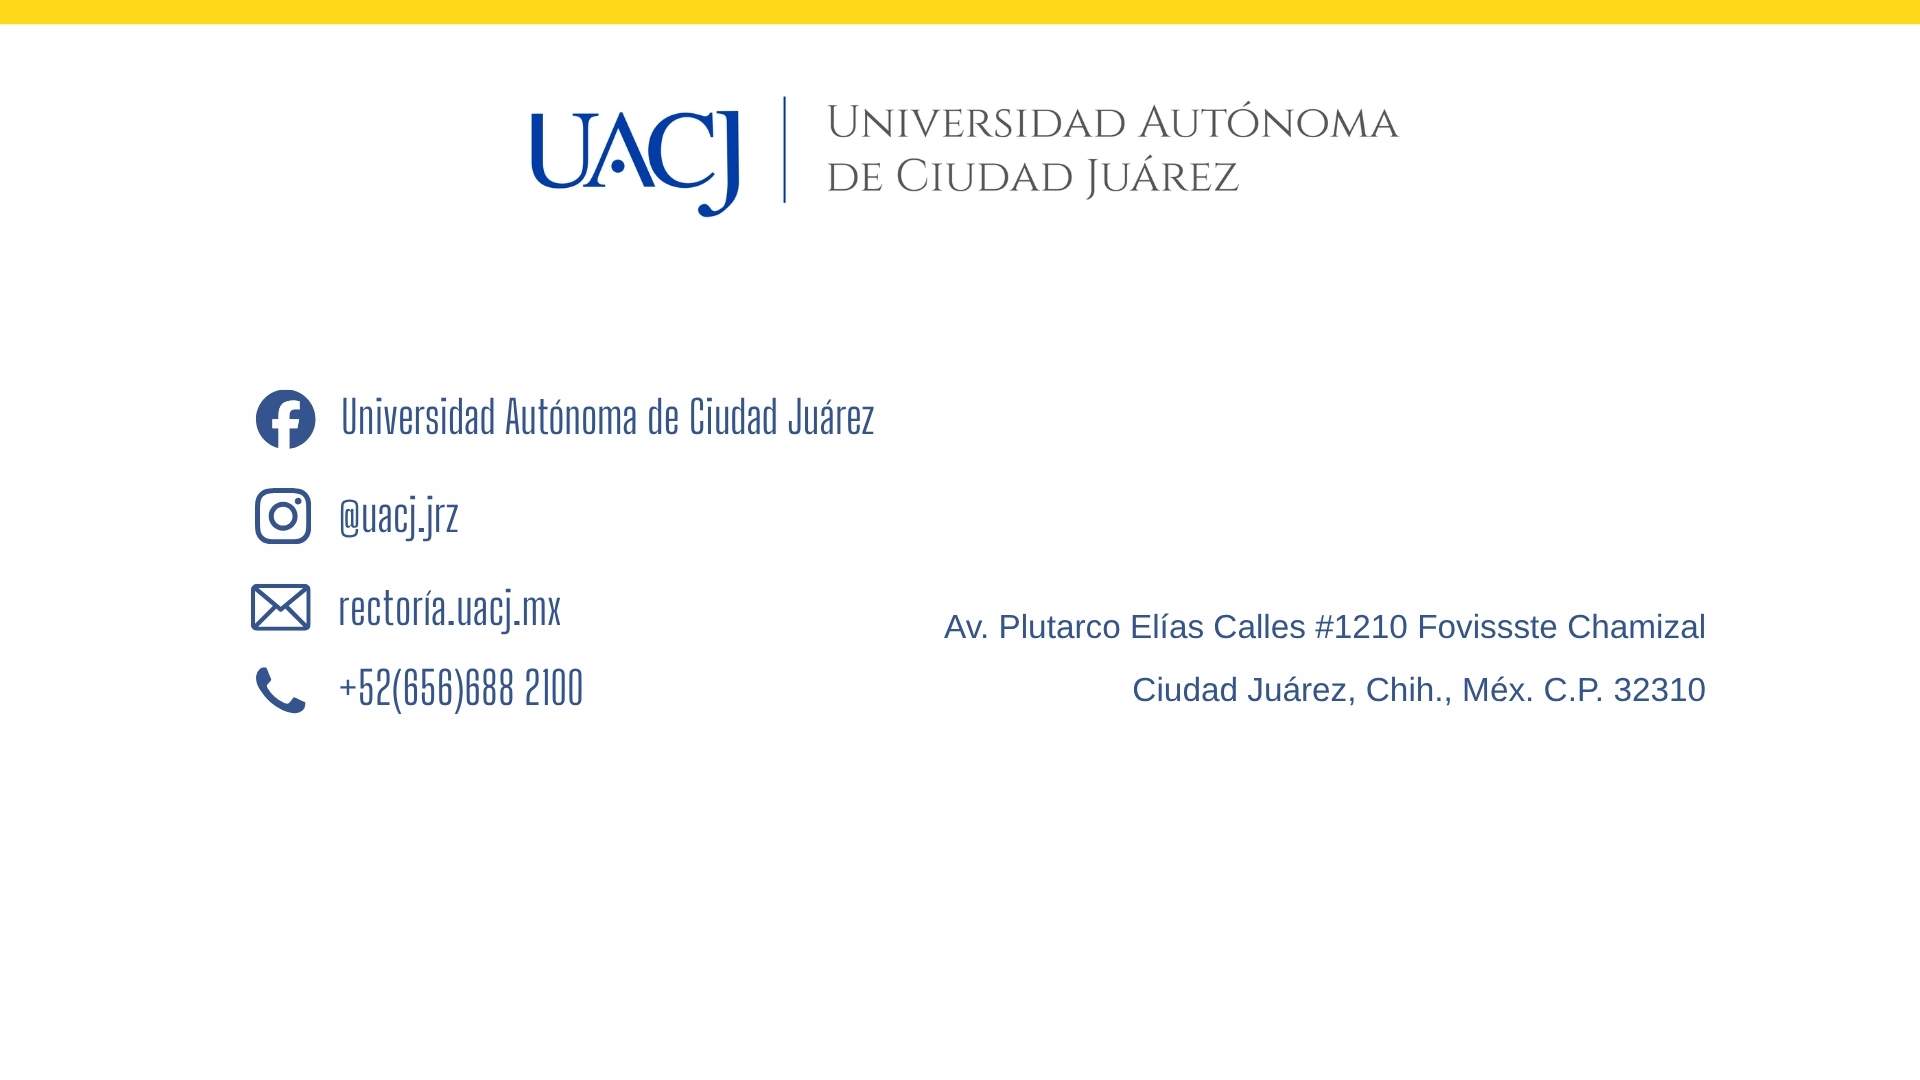 UACJ
UNIVERSIDAD AUTÓNOMA
DE CIUDAD JUÁREZ
Universidad Autónoma de Ciudad Juárez
@uacj.jrz
rectoría.uacj.mx
+52(656)688 2100
Av. Plutarco Elías Calles #1210 Fovissste Chamizal
Ciudad Juárez, Chih., Méx. C.P. 32310